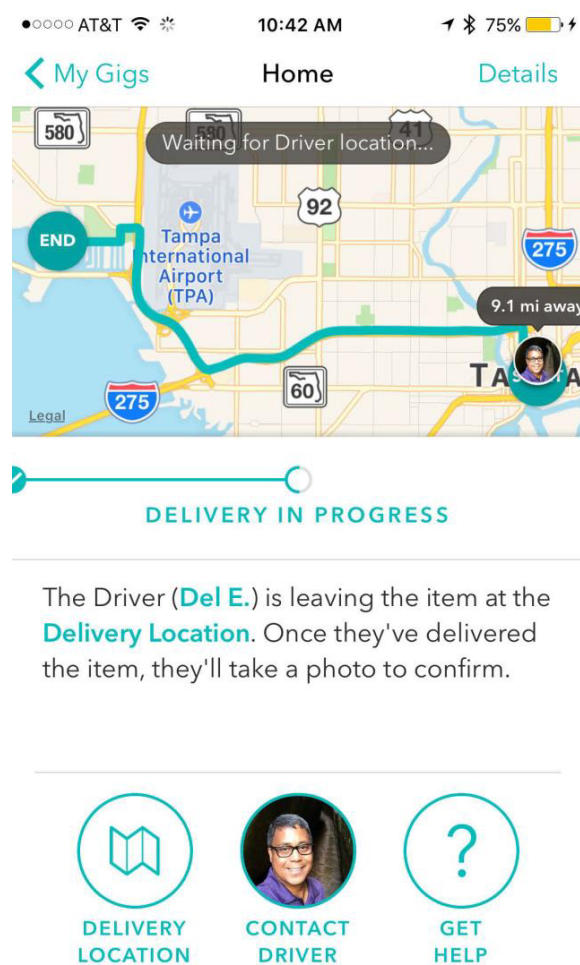 AT&T 10:42 AM 75%
My Gigs Home Details
580 580 41
Waiting for Driver location...
92
END
Tampa
nternational
Airport
(TPA)
275
9.1 mi away
TA A
60
275
Legal
DELIVERY IN PROGRESS
The Driver (Del E.) is leaving the item at the
Delivery Location. Once they've delivered
the item, they'll take a photo to confirm.
?
DELIVERY
LOCATION
CONTACT
DRIVER
GET
HELP